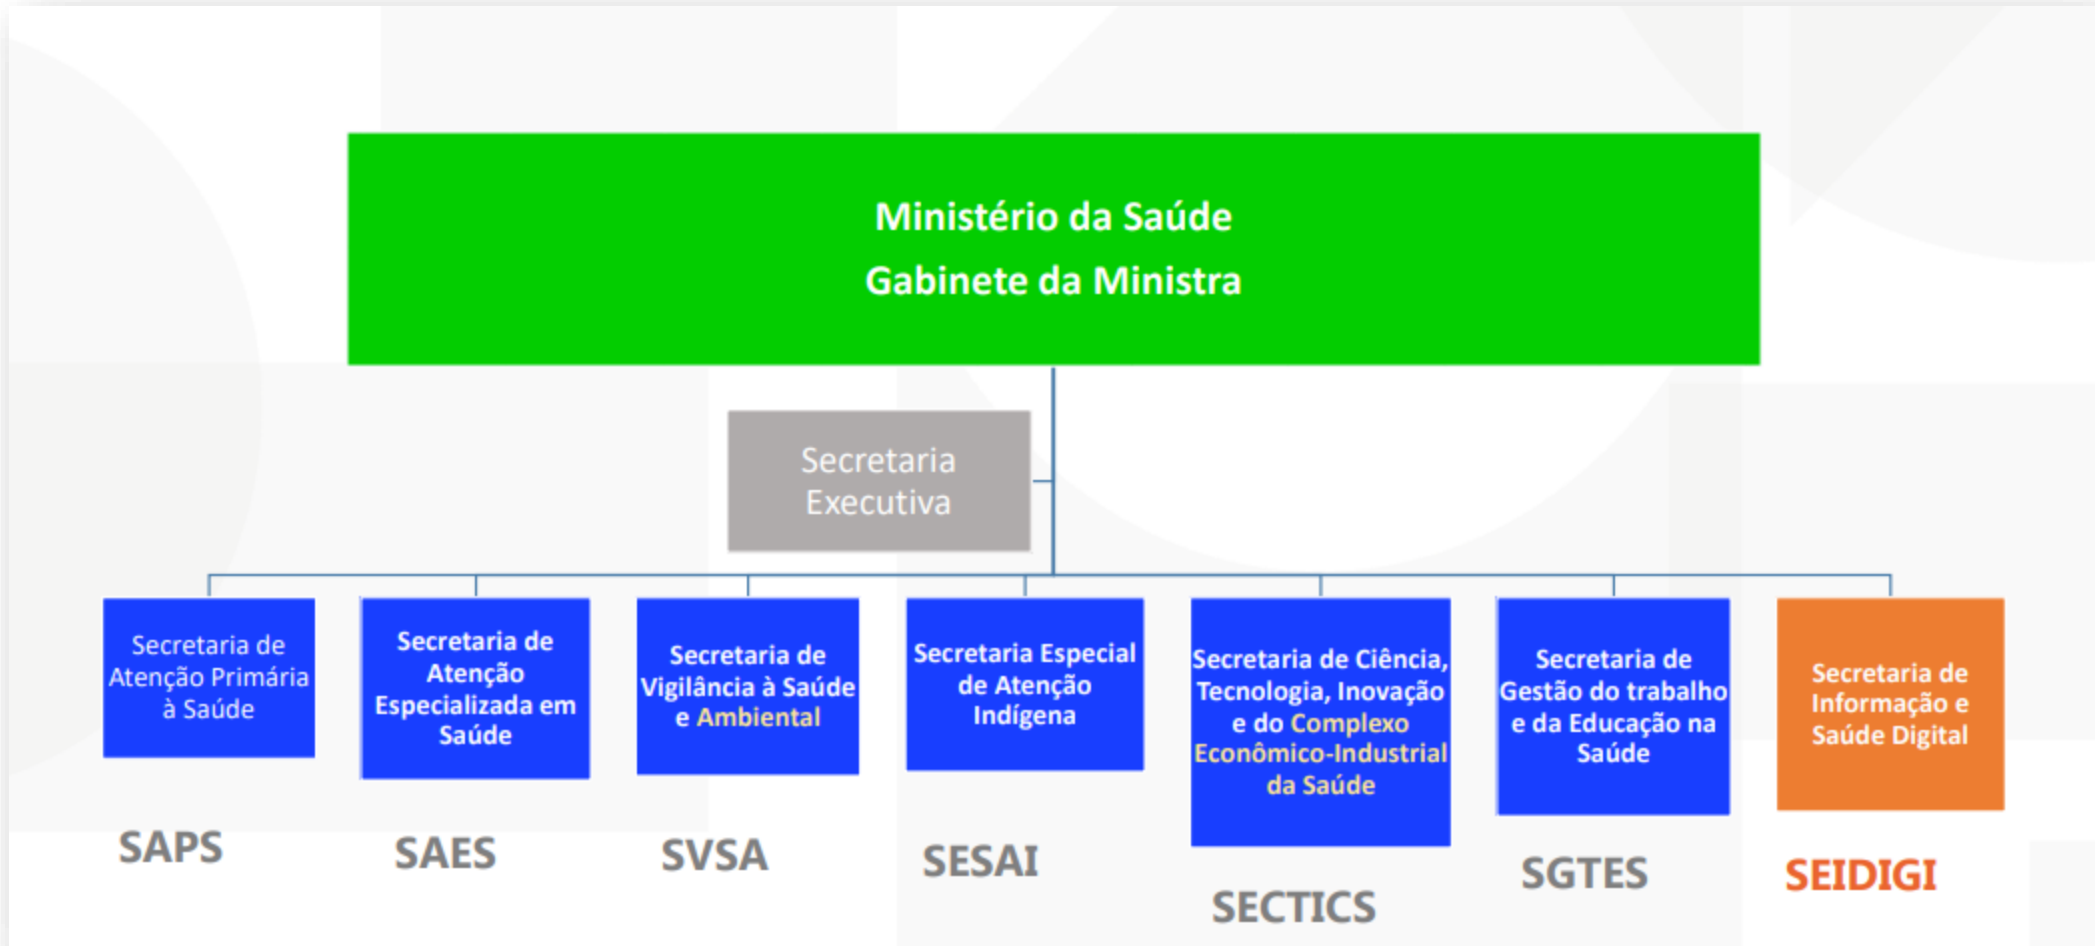 Ministério da Saúde
Gabinete da Ministra
Secretaria
Executiva
Secretaria de
Atenção Primária
à Saúde
SAPS
Secretaria de
Atenção
Especializada em
Saúde
SAES
Secretaria de
Vigilância à Saúde
e Ambiental
SVSA
Secretaria Especial
de Atenção
Indígena
SESAI
Secretaria de Ciência,
Tecnologia, Inovação
e do Complexo
Econômico-Industrial
da Saúde
SECTICS
Secretaria de
Gestão do trabalho
e da Educação na
Saúde
SGTES
Secretaria de
Informação e
Saúde Digital
SEIDIGI